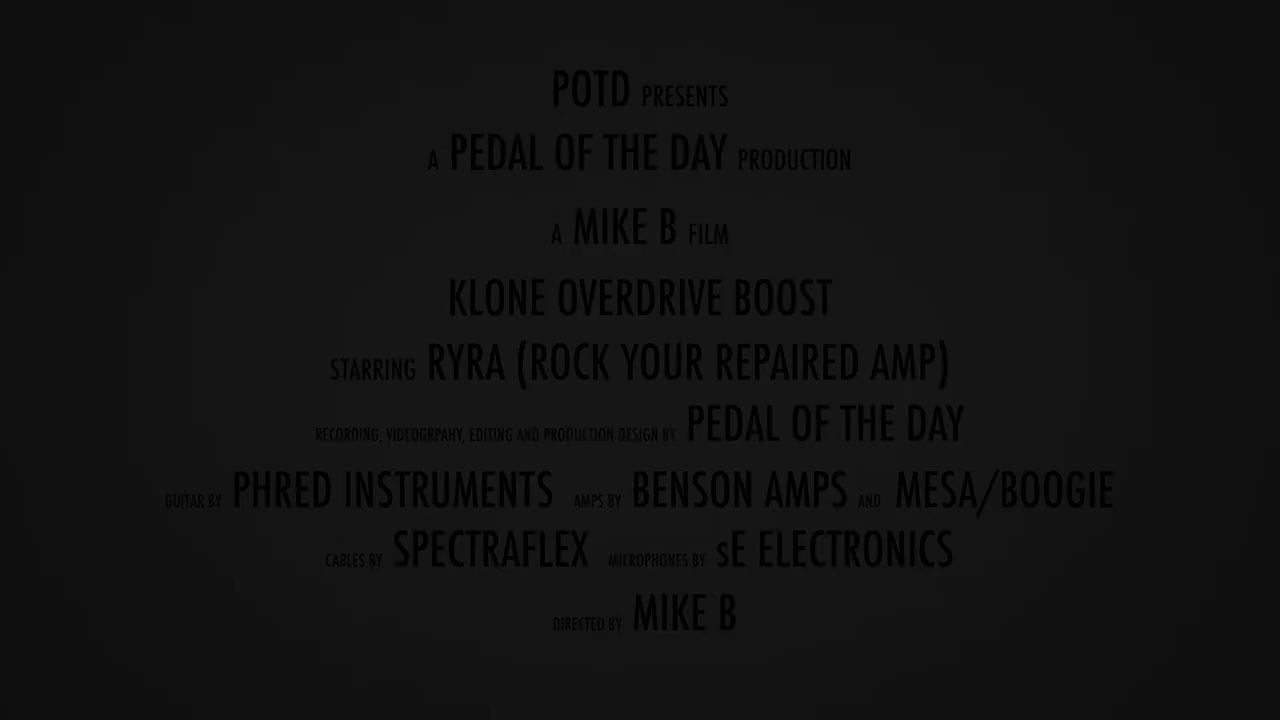 POTD PRESENTS
A PEDAL OF THE DAY PRODUCTION
A MIKE B FILM
KLONE OVERDRIVE BOOST
STARRING RYRA (ROCK YOUR REPAIRED AMP)
RECORDING, VIDEOGRPAHY, EDITING AND PRODUCTION DESIGN BY PEDAL OF THE DAY
GUITAR BY PHRED INSTRUMENTS AMPS BY BENSON AMPS AND MESA/BOOGIE
CABLES BY SPECTRAFLEX MICROPHONES BY sE ELECTRONICS
DIRECTED BY MIKE B